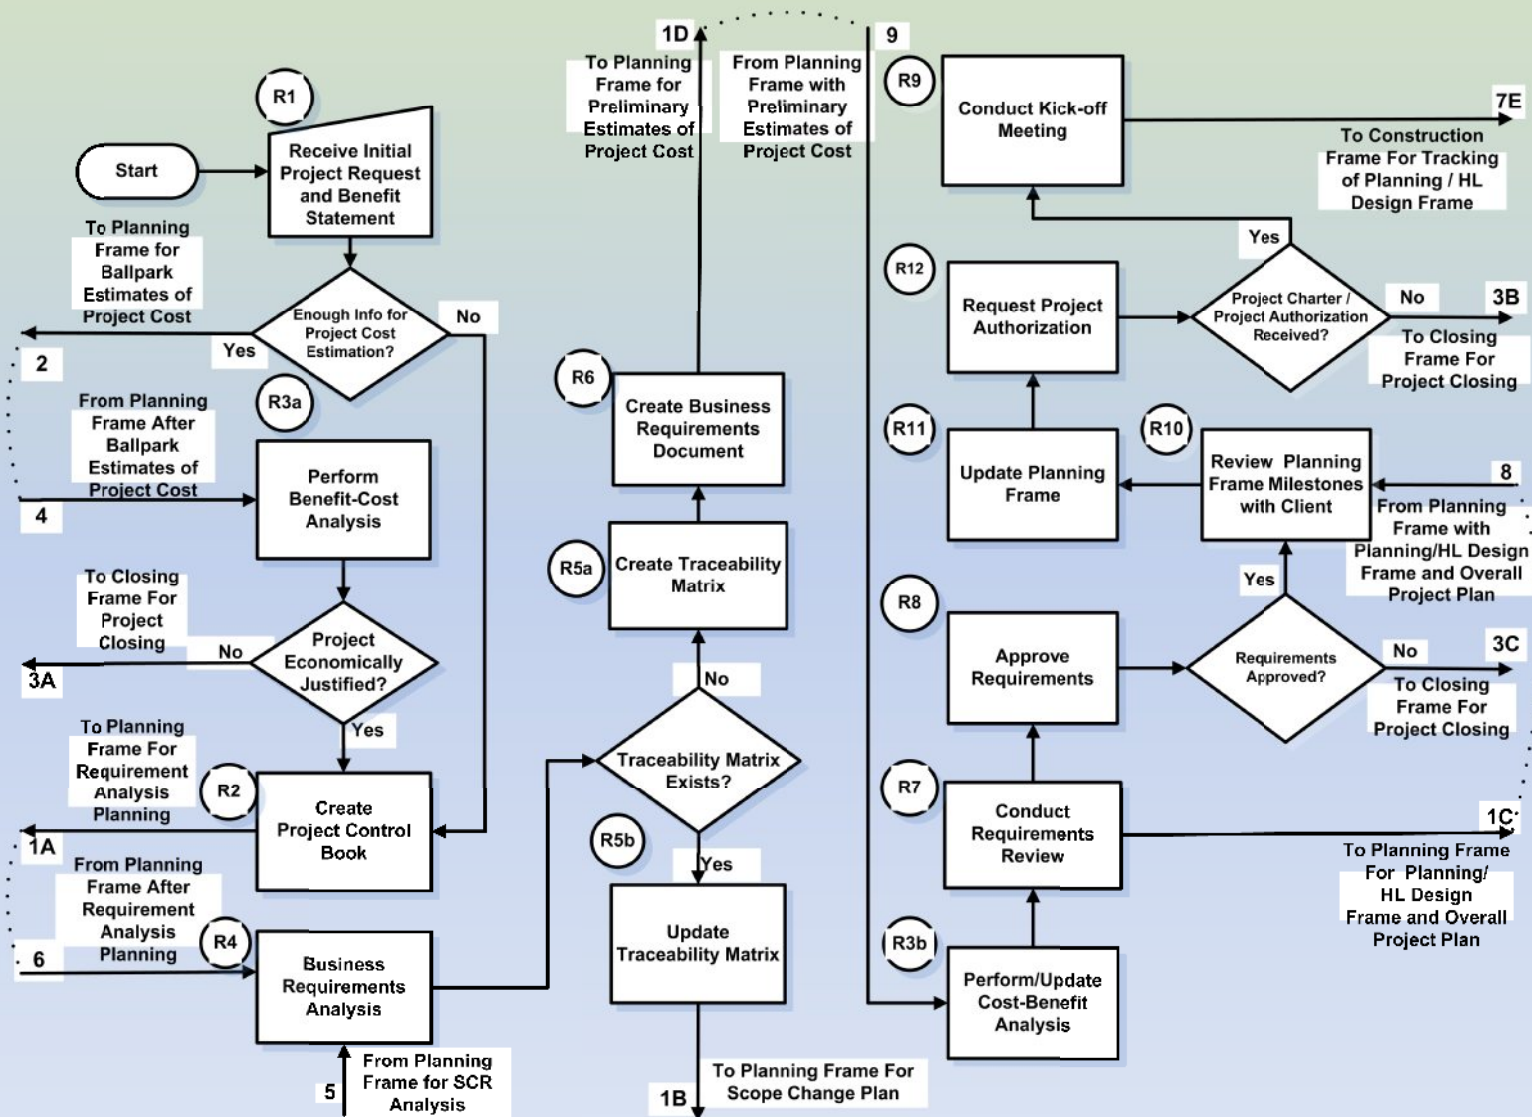 R1
Start
Receive Initial
Project Request
and Benefit
Statement
To Planning
Frame for
Ballpark
Estimates of
Project Cost
Enough Info for
Project Cost
Estimation?
No
Yes
2
R3a
From Planning
Frame After
Ballpark
Estimates of
Project Cost
4
Perform
Benefit-Cost
Analysis
To Closing
Frame For
Project
Closing
No
3A
Project
Economically
Justified?
Yes
To Planning
Frame For
Requirement
Analysis
Planning
R2
Create
Project Control
Book
1A
From Planning
Frame After
Requirement
Analysis
Planning
R4
6
Business
Requirements
Analysis
5
From Planning
Frame for SCR
Analysis
1D
To Planning
Frame for
Preliminary
Estimates of
Project Cost
R6
Create Business
Requirements
Document
R5a
Create Traceability
Matrix
No
Traceability Matrix
Exists?
R5b
Yes
Update
Traceability Matrix
1B
To Planning Frame For
Scope Change Plan
9
From Planning
Frame with
Preliminary
Estimates of
Project Cost
R9
Conduct Kick-off
Meeting
7E
To Construction
Frame For Tracking
of Planning / HL
Design Frame
Yes
R12
Request Project
Authorization
Project Charter /
Project Authorization
Received?
No
3B
To Closing
Frame For
Project Closing
R11
Update Planning
Frame
R10
Review Planning
Frame Milestones
with Client
8
From Planning
Frame with
Planning/HL Design
Frame and Overall
Project Plan
Yes
R8
Approve
Requirements
Requirements
Approved?
No
3C
To Closing
Frame For
Project Closing
R7
Conduct
Requirements
Review
1C
To Planning Frame
For Planning/
HL Design
Frame and Overall
Project Plan
R3b
Perform/Update
Cost-Benefit
Analysis